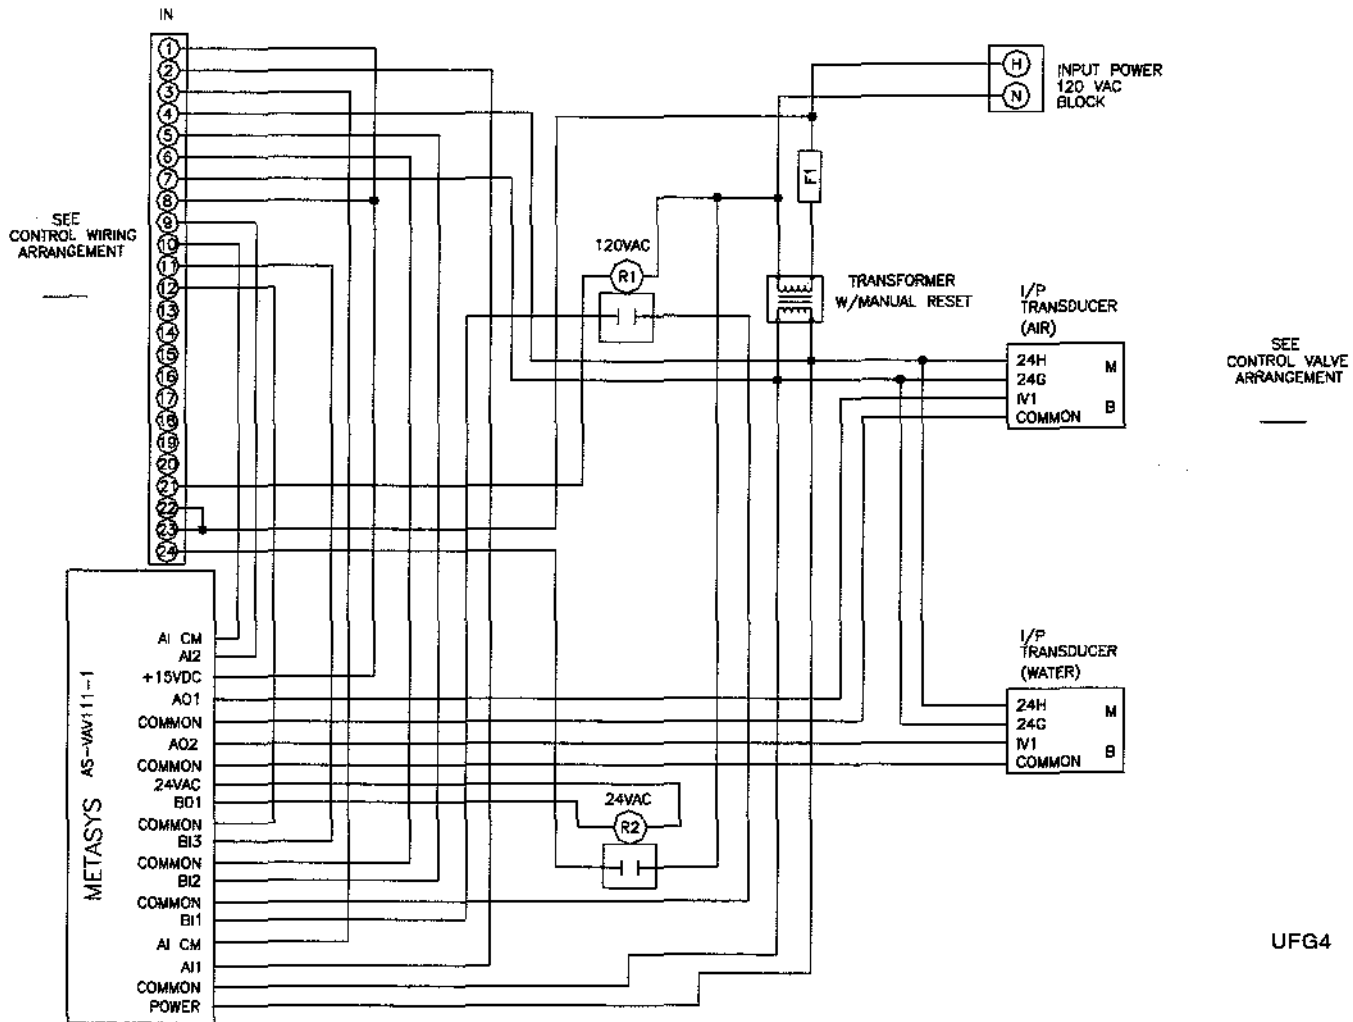 IN
1
2
3
4
5
6
7
8
9
10
11
12
13
14
15
16
17
18
19
20
21
22
23
24
SEE
CONTROL WIRING
ARRANGEMENT
H
N
INPUT POWER
120 VAC
BLOCK
F1
120VAC
R1
TRANSFORMER
W/MANUAL RESET
I/P
TRANSDUCER
(AIR)
24H
24G
IV1
COMMON
M
B
SEE
CONTROL VALVE
ARRANGEMENT
I/P
TRANSDUCER
(WATER)
24H
24G
IV1
COMMON
M
B
24VAC
R2
METASYS AS-VAV111-1
AI CM
AI2
+15VDC
AO1
COMMON
AO2
COMMON
24VAC
BO1
COMMON
BI3
COMMON
BI2
COMMON
BI1
AI CM
AI1
COMMON
POWER
UFG4